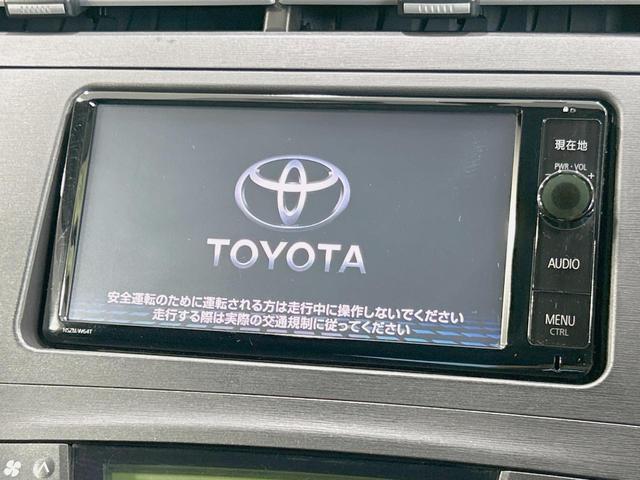 現在地
PWR・VOL
+
TOYOTA
AUDIO
安全運転のために運転される方は走行中に操作しないでください
走行する際は実際の交通規制に従ってください
MENU
CTRL
NSZN-W64T